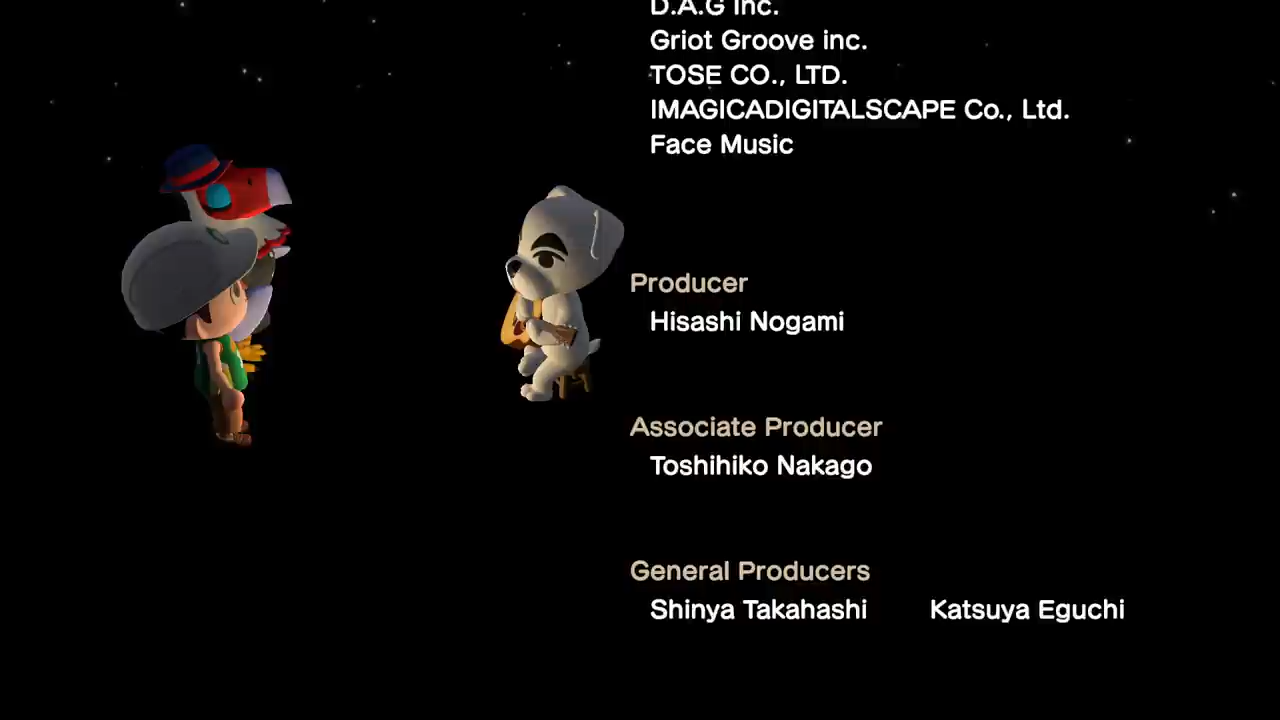 D.A.G Inc.
Griot Groove inc.
TOSE CO., LTD.
IMAGICADIGITALSCAPE Co., Ltd.
Face Music
Producer
Hisashi Nogami
Associate Producer
Toshihiko Nakago
General Producers
Shinya Takahashi Katsuya Eguchi